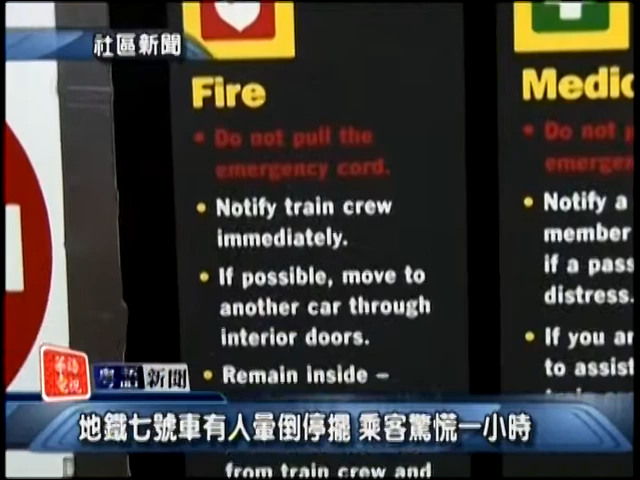 社區新聞
Fire
• Do not pull the
emergency cord.
• Notify train crew
immediately.
• If possible, move to
another car through
interior doors.
• Remain inside –
from train crew and
Medic
• Do not p
emergen
• Notify a
member
if a pass
distress.
• If you ar
to assist
粵語新聞
地鐵七號車有人暈倒停擺 乘客驚慌一小時